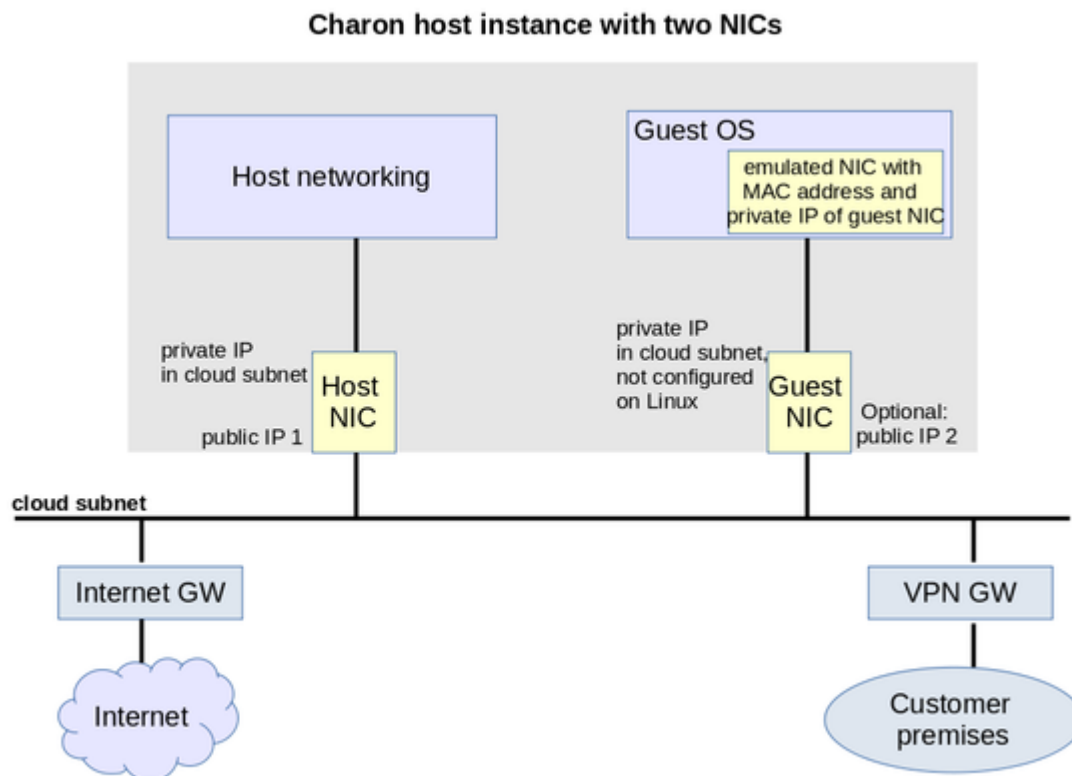 Charon host instance with two NICs
Host networking
Guest OS
emulated NIC with
MAC address and
private IP of guest NIC
private IP
in cloud subnet
Host
NIC
public IP 1
private IP
in cloud subnet,
not configured
on Linux
Guest
NIC
Optional:
public IP 2
cloud subnet
Internet GW
VPN GW
Internet
Customer
premises